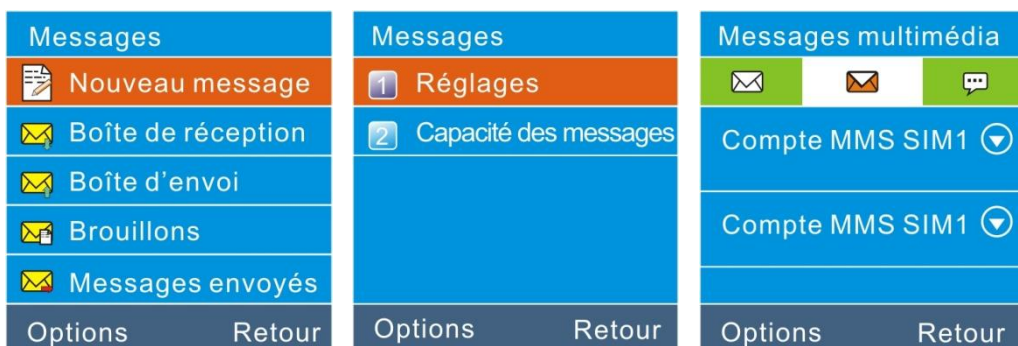 Messages
Nouveau message
Boîte de réception
Boîte d'envoi
Brouillons
Messages envoyés
Options Retour
Messages
1 Réglages
2 Capacité des messages
Options Retour
Messages multimédia
Compte MMS SIM1
Compte MMS SIM1
Options Retour